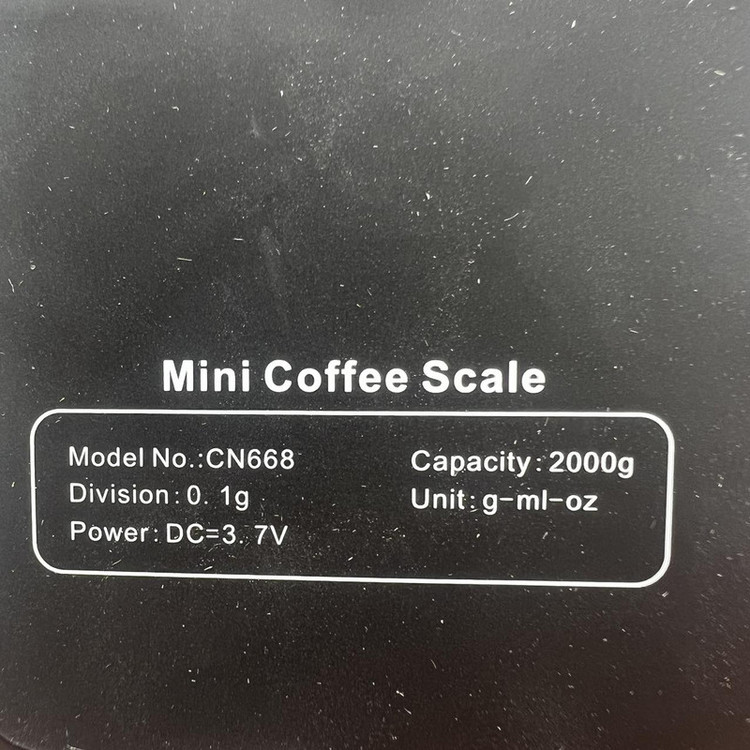 Mini Coffee Scale
Model No.:CN668
Capacity: 2000g
Division: 0. 1g
Unit: g-ml-oz
Power: DC=3. 7V